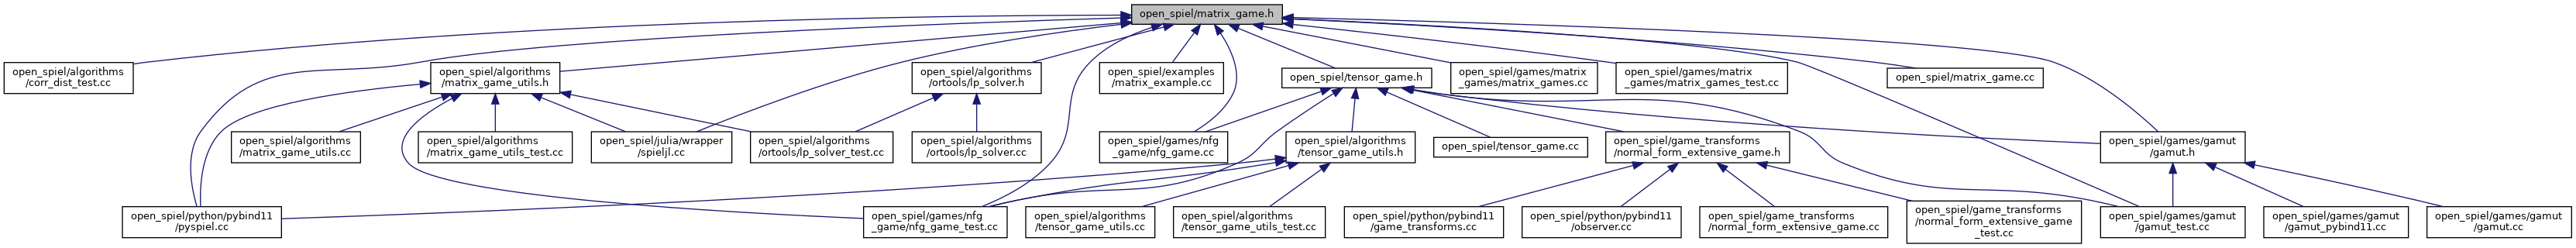 open_spiel/matrix_game.h
open_spiel/algorithms
/corr_dist_test.cc
open_spiel/algorithms
/matrix_game_utils.h
open_spiel/algorithms
/ortools/lp_solver.h
open_spiel/examples
/matrix_example.cc
open_spiel/tensor_game.h
open_spiel/games/matrix
_games/matrix_games.cc
open_spiel/games/matrix
_games/matrix_games_test.cc
open_spiel/matrix_game.cc
open_spiel/algorithms
/matrix_game_utils.cc
open_spiel/algorithms
/matrix_game_utils_test.cc
open_spiel/julia/wrapper
/spieljl.cc
open_spiel/algorithms
/ortools/lp_solver_test.cc
open_spiel/algorithms
/ortools/lp_solver.cc
open_spiel/games/nfg
_game/nfg_game.cc
open_spiel/algorithms
/tensor_game_utils.h
open_spiel/tensor_game.cc
open_spiel/game_transforms
/normal_form_extensive_game.h
open_spiel/games/gamut
/gamut.h
open_spiel/python/pybind11
/pyspiel.cc
open_spiel/games/nfg
_game/nfg_game_test.cc
open_spiel/algorithms
/tensor_game_utils.cc
open_spiel/algorithms
/tensor_game_utils_test.cc
open_spiel/python/pybind11
/game_transforms.cc
open_spiel/python/pybind11
/observer.cc
open_spiel/game_transforms
/normal_form_extensive_game.cc
open_spiel/game_transforms
/normal_form_extensive_game
_test.cc
open_spiel/games/gamut
/gamut_test.cc
open_spiel/games/gamut
/gamut_pybind11.cc
open_spiel/games/gamut
/gamut.cc